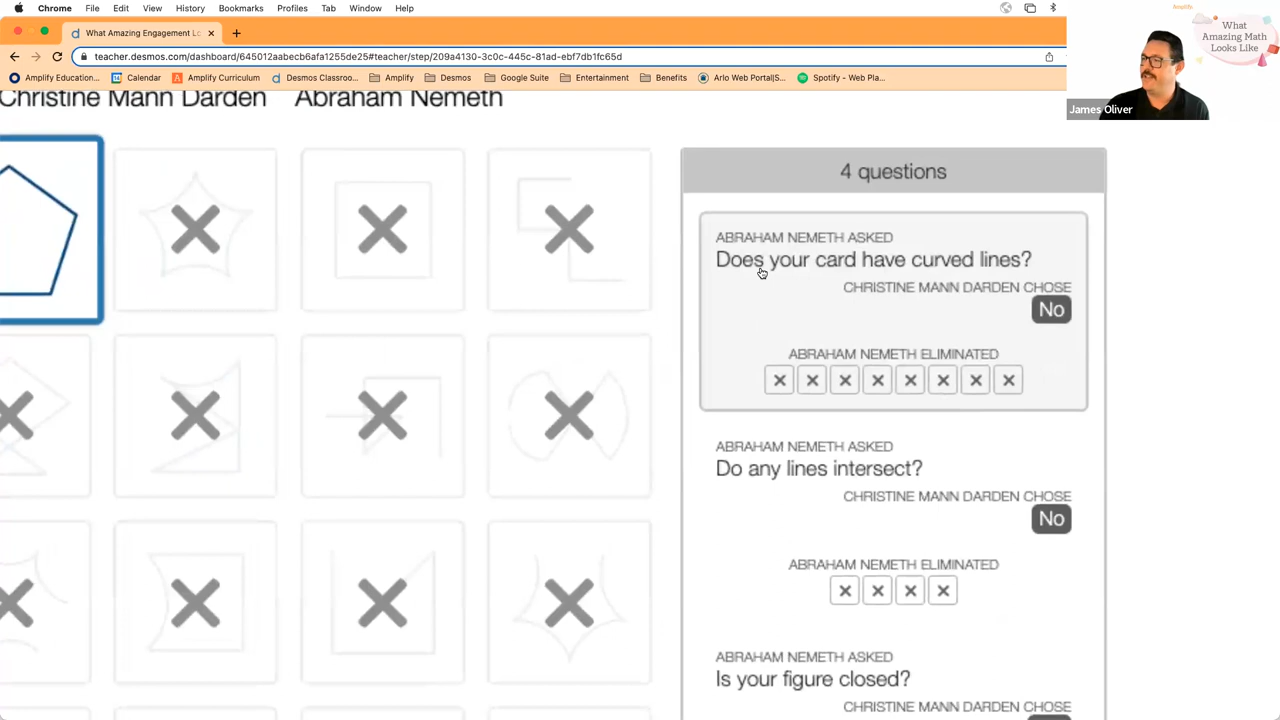 Chrome File Edit View History Bookmarks Profiles Tab Window Help
What Amazing Engagement Lo
teacher.desmos.com/dashboard/645012aabecb6afa1255de25#teacher/step/209a4130-3c0c-445c-81ad-ebf7db1fc65d
Amplify Education... Calendar Amplify Curriculum Desmos Classroo... Amplify Desmos Google Suite Entertainment Benefits Arlo Web Portal|S... Spotify - Web Pla...
Amplify
What
Amazing Math
Looks Like
James Oliver
Christine Mann Darden Abraham Nemeth
4 questions
ABRAHAM NEMETH ASKED
Does your card have curved lines?
CHRISTINE MANN DARDEN CHOSE
No
ABRAHAM NEMETH ELIMINATED
ABRAHAM NEMETH ASKED
Do any lines intersect?
CHRISTINE MANN DARDEN CHOSE
No
ABRAHAM NEMETH ELIMINATED
ABRAHAM NEMETH ASKED
Is your figure closed?
CHRISTINE MANN DARDEN CHOSE